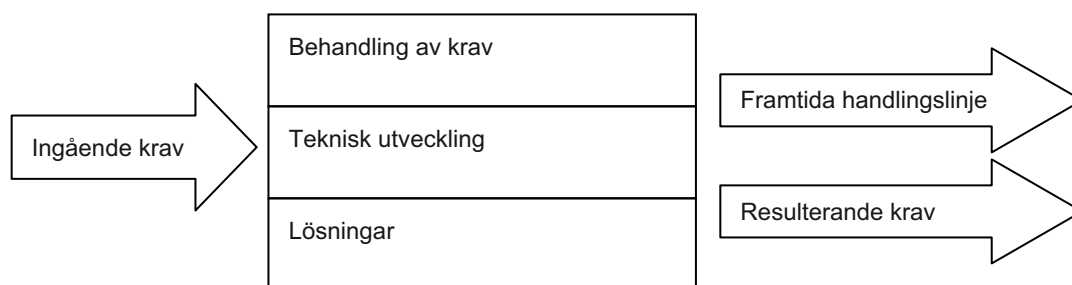 Ingående krav
Behandling av krav
Teknisk utveckling
Lösningar
Framtida handlingslinje
Resulterande krav